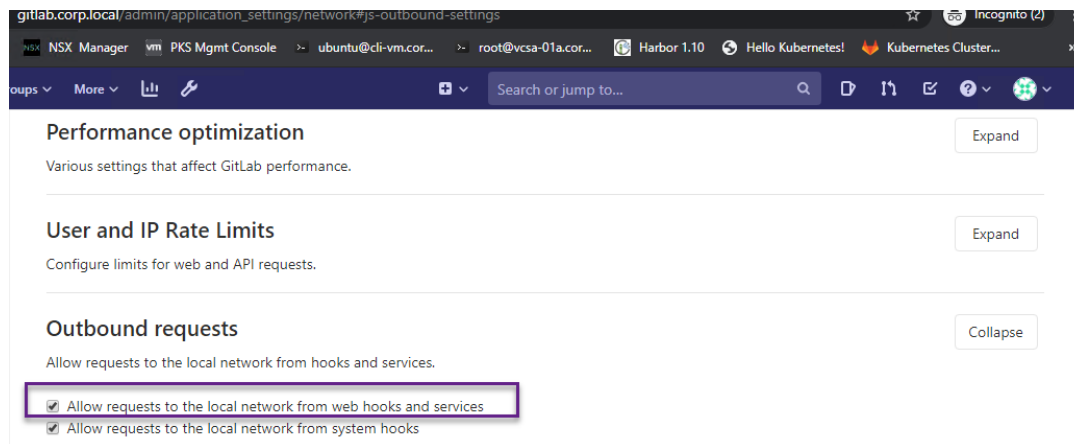 gitlab.corp.local/admin/application_settings/network#js-outbound-settings Incognito (2)
NSX NSX Manager vm PKS Mgmt Console ubuntu@cli-vm.cor... root@vcsa-01a.cor... Harbor 1.10 Hello Kubernetes! Kubernetes Cluster...
oups More Search or jump to...
Performance optimization Expand
Various settings that affect GitLab performance.
User and IP Rate Limits Expand
Configure limits for web and API requests.
Outbound requests Collapse
Allow requests to the local network from hooks and services.
Allow requests to the local network from web hooks and services
Allow requests to the local network from system hooks